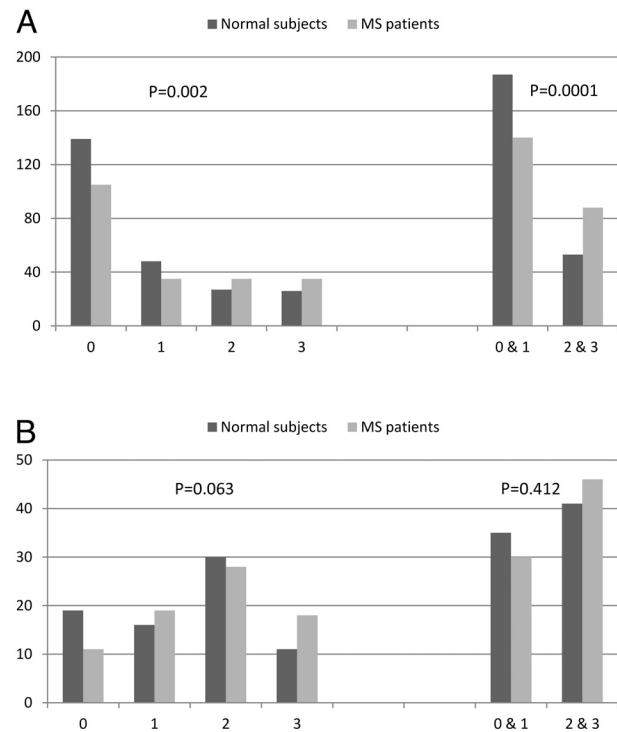 A
Normal subjects MS patients
200
P=0.002 P=0.0001
160
120
80
40
0
0 1 2 3 0 & 1 2 & 3
B
Normal subjects MS patients
50
P=0.063 P=0.412
40
30
20
10
0
0 1 2 3 0 & 1 2 & 3